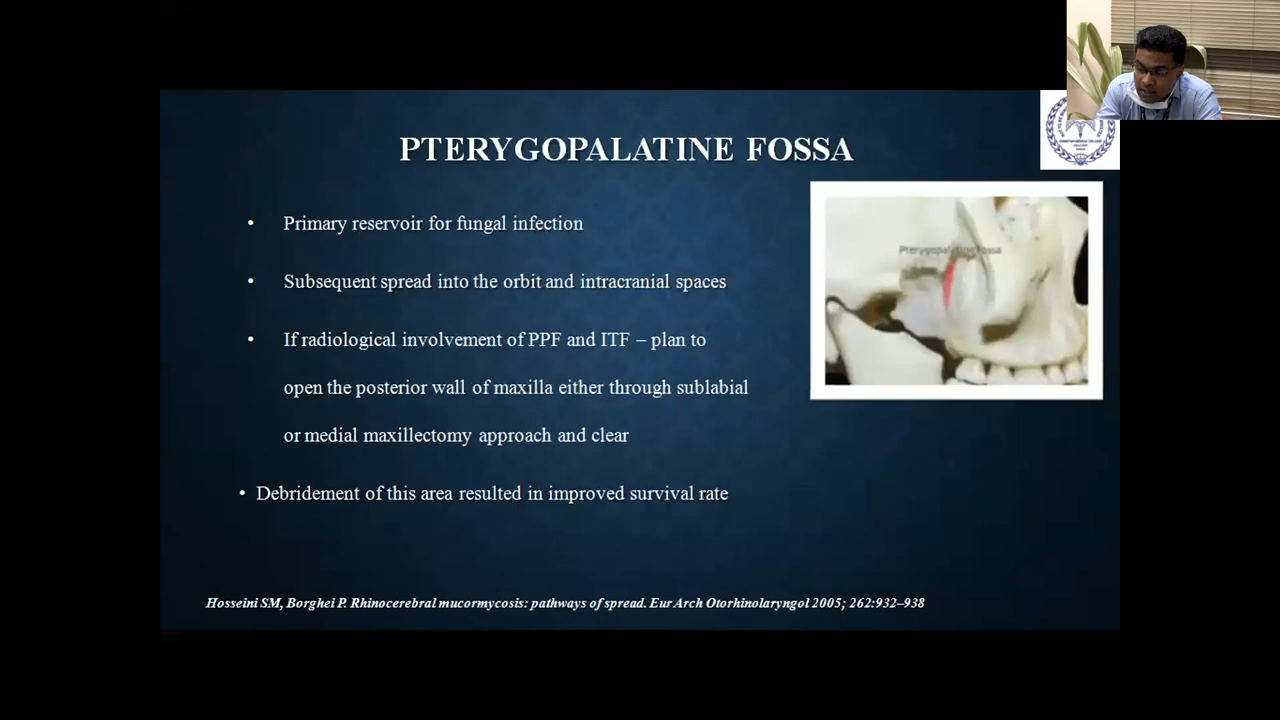 PTERYGOPALATINE FOSSA
• Primary reservoir for fungal infection
• Subsequent spread into the orbit and intracranial spaces
• If radiological involvement of PPF and ITF – plan to
open the posterior wall of maxilla either through sublabial
or medial maxillectomy approach and clear
• Debridement of this area resulted in improved survival rate
Pterygopalatine Fossa
Hosseini SM, Borghei P. Rhinocerebral mucormycosis: pathways of spread. Eur Arch Otorhinolaryngol 2005; 262:932–938